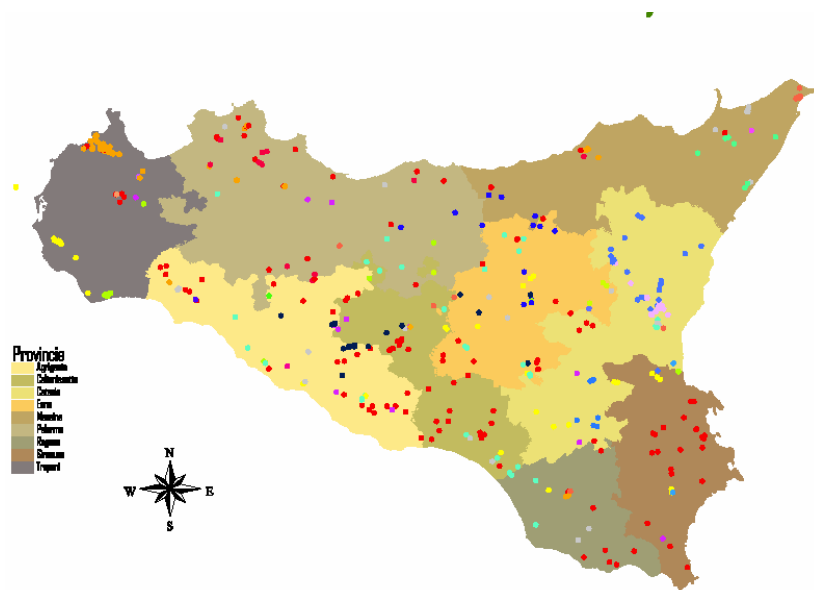 Provincie
Agrigento
Caltanissetta
Catania
Enna
Messina
Palermo
Ragusa
Siracusa
Trapani
N
W E
S